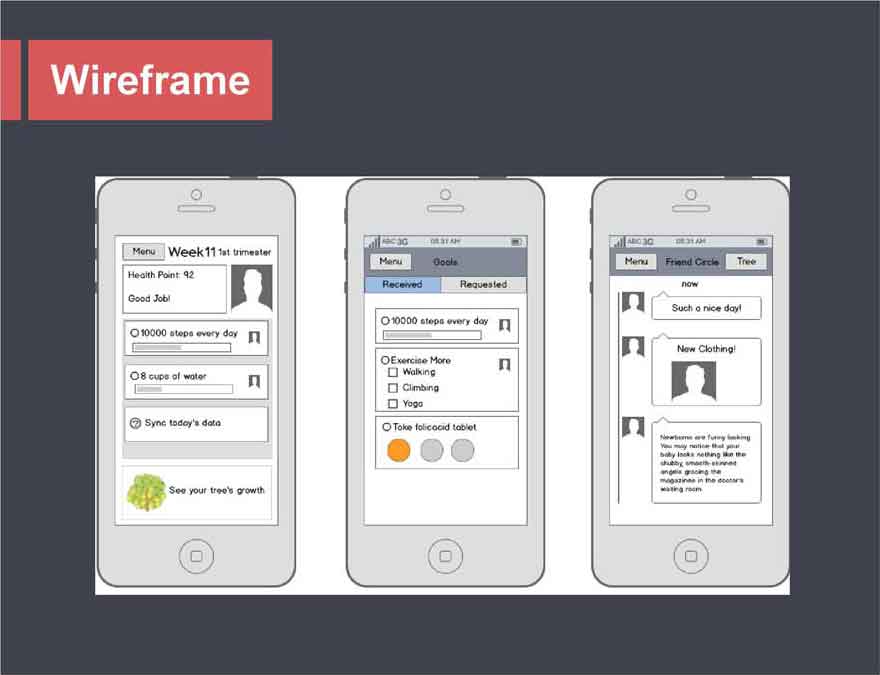 Wireframe
Menu
Week11 1st trimester
Health Point: 92
Good Job!
10000 steps every day
8 cups of water
Sync today's data
See your tree's growth
ABC 3G 08:31 AM
Menu
Goals
Received
Requested
10000 steps every day
Exercise More
Walking
Climbing
Yoga
Take folicacid tablet
ABC 3G 08:31 AM
Menu
Friend Circle
Tree
now
Such a nice day!
New Clothing!
Newborns are funny looking.
You may notice that your
baby looks nothing like the
chubby, smooth-skinned
angels gracing the
magazines in the doctor's
waiting room.